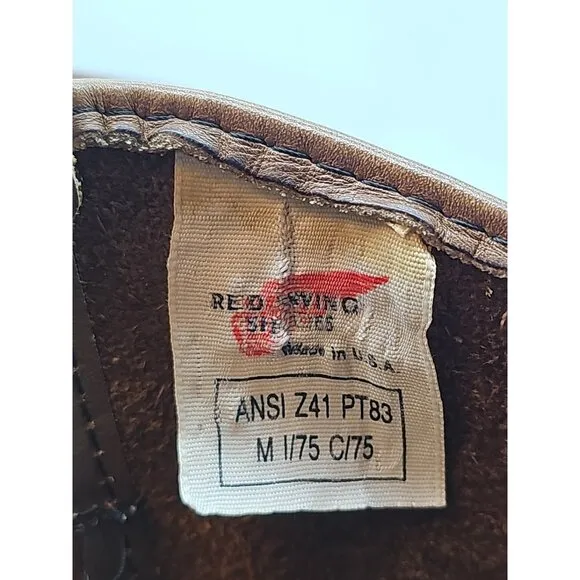 RED WING
SHOES
Made in U.S.A.
ANSI Z41 PT83
M I/75 C/75